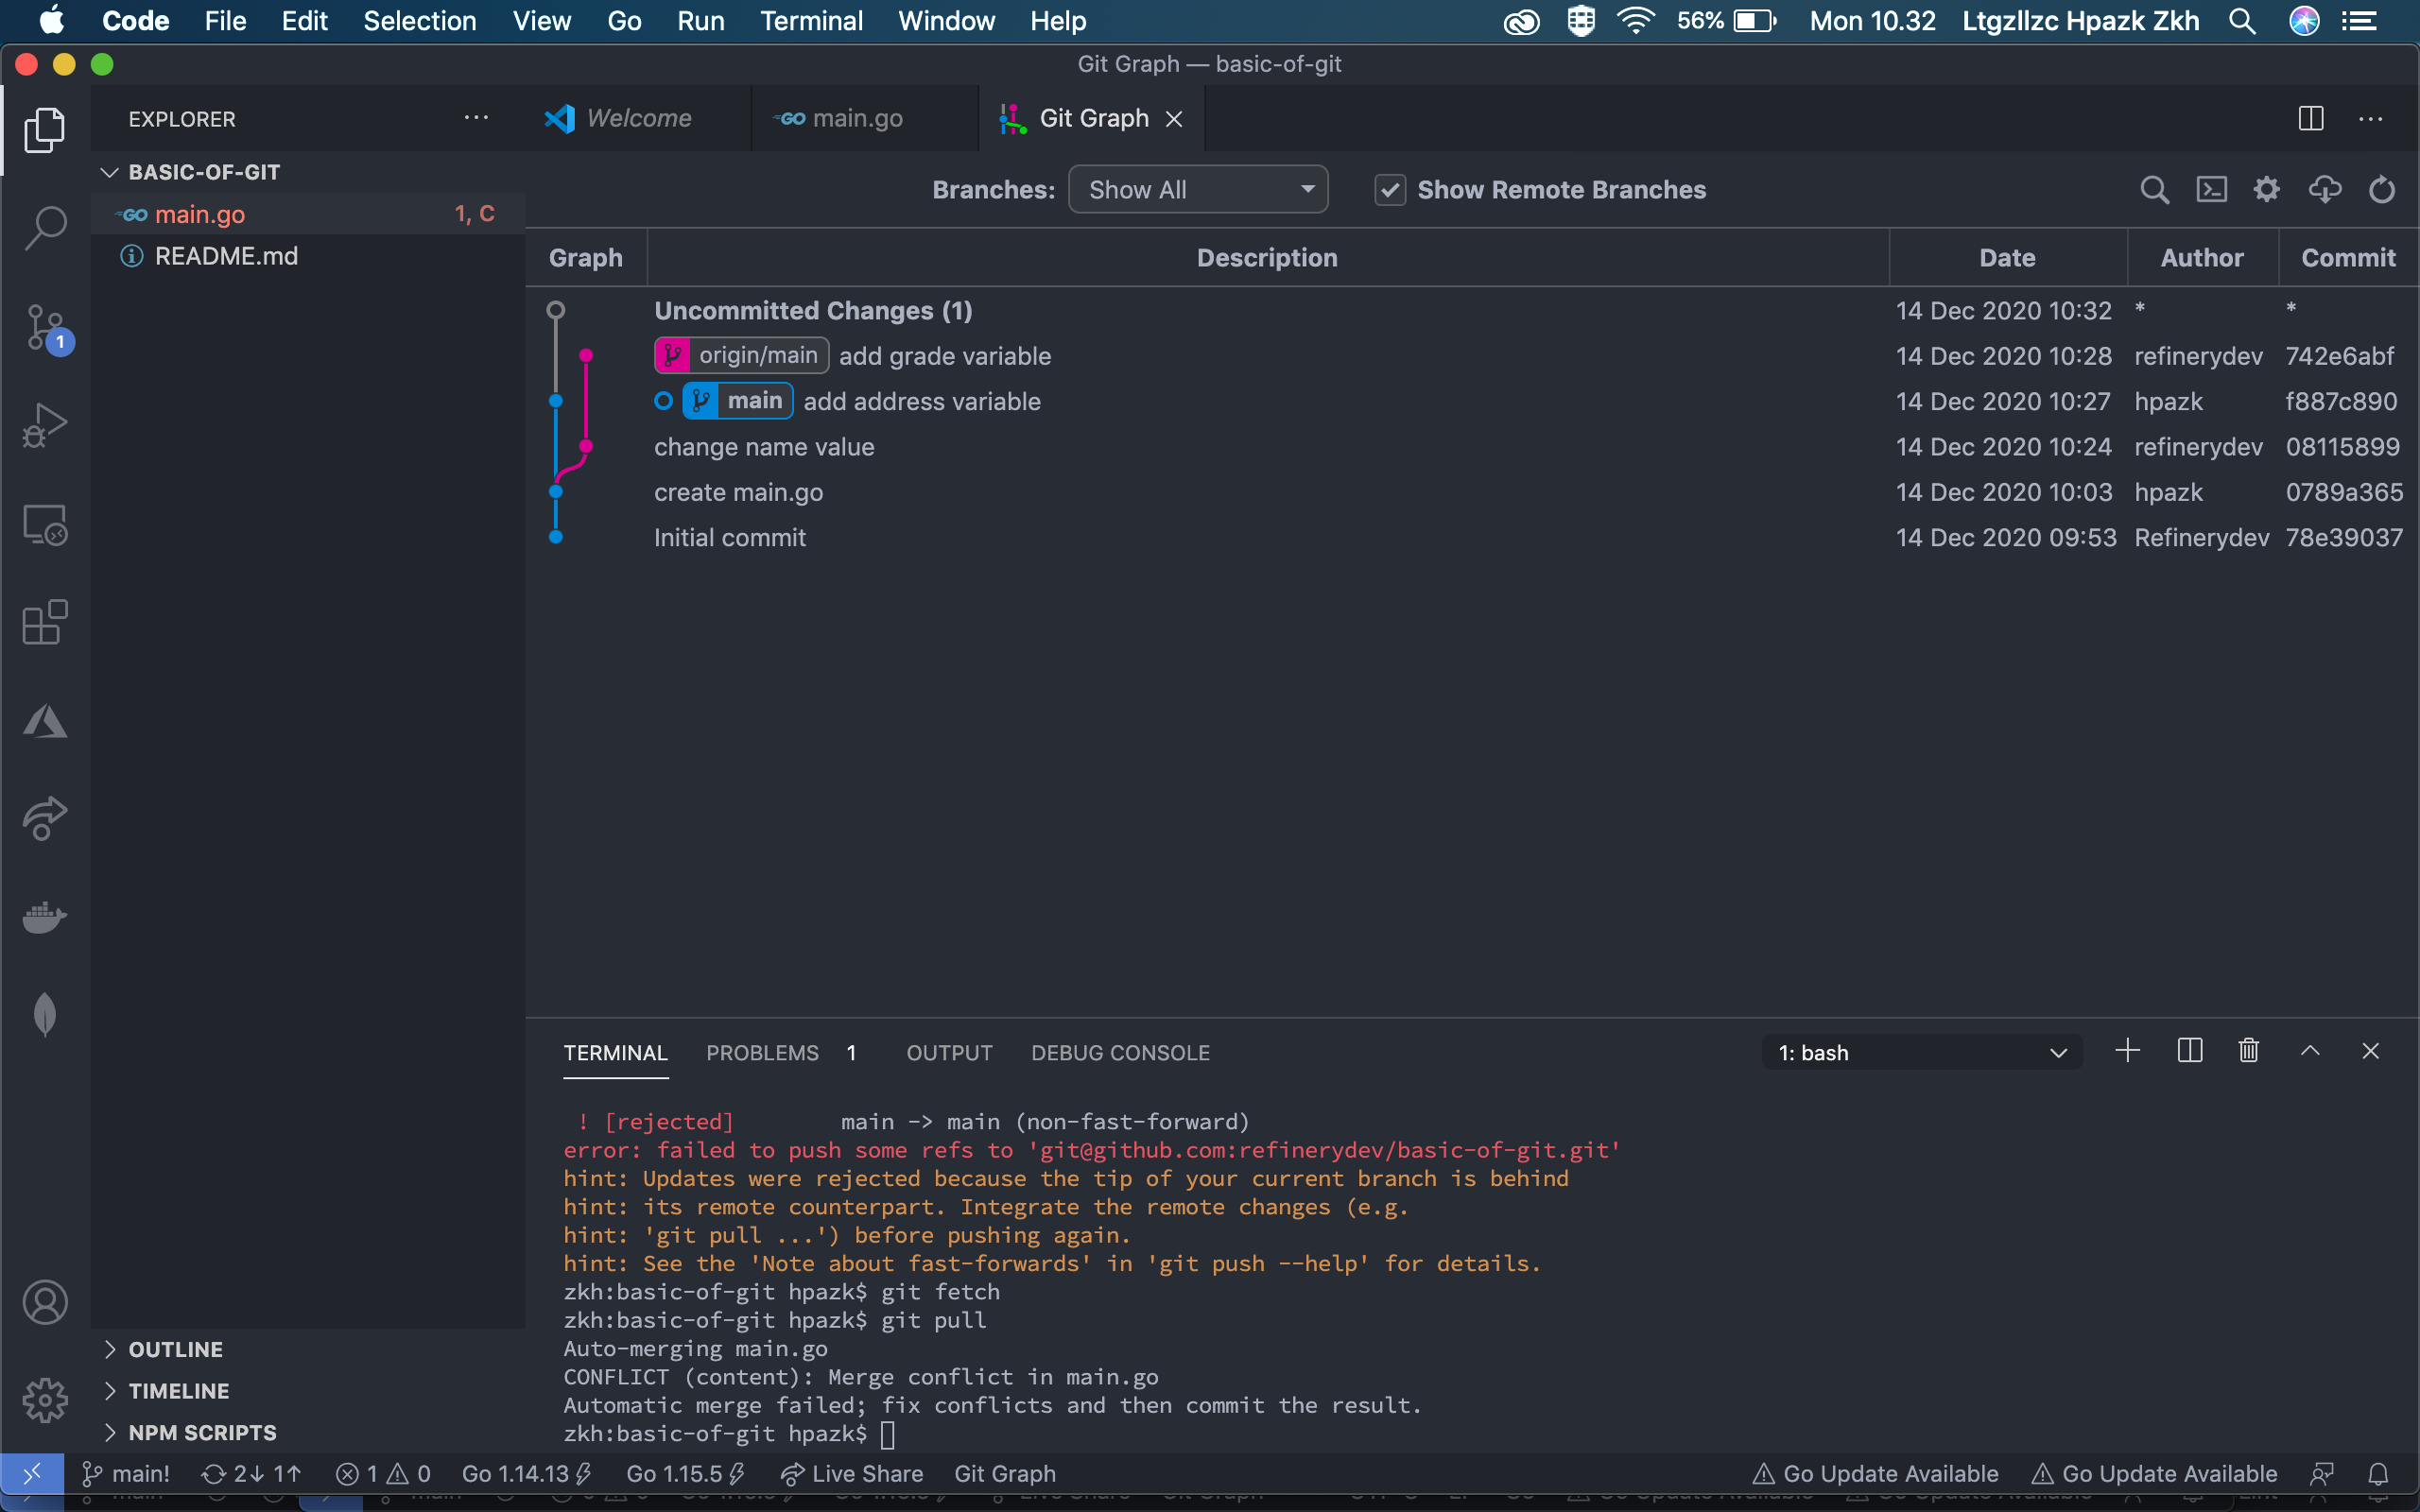 Code File Edit Selection View Go Run Terminal Window Help 56% Mon 10.32 Ltgzllzc Hpazk Zkh
Git Graph — basic-of-git
EXPLORER
Welcome main.go Git Graph
BASIC-OF-GIT
main.go 1, C
README.md
Branches: Show All Show Remote Branches
Graph Description Date Author Commit
Uncommitted Changes (1) 14 Dec 2020 10:32 * *
origin/main add grade variable 14 Dec 2020 10:28 refinerydev 742e6abf
main add address variable 14 Dec 2020 10:27 hpazk f887c890
change name value 14 Dec 2020 10:24 refinerydev 08115899
create main.go 14 Dec 2020 10:03 hpazk 0789a365
Initial commit 14 Dec 2020 09:53 Refinerydev 78e39037
1
TERMINAL PROBLEMS 1 OUTPUT DEBUG CONSOLE 1: bash
! [rejected] main -> main (non-fast-forward)
error: failed to push some refs to 'git@github.com:refinerydev/basic-of-git.git'
hint: Updates were rejected because the tip of your current branch is behind
hint: its remote counterpart. Integrate the remote changes (e.g.
hint: 'git pull ...') before pushing again.
hint: See the 'Note about fast-forwards' in 'git push --help' for details.
zkh:basic-of-git hpazk$ git fetch
zkh:basic-of-git hpazk$ git pull
Auto-merging main.go
CONFLICT (content): Merge conflict in main.go
Automatic merge failed; fix conflicts and then commit the result.
zkh:basic-of-git hpazk$
OUTLINE
TIMELINE
NPM SCRIPTS
main! 2↓ 1↑ 1 0 Go 1.14.13 Go 1.15.5 Live Share Git Graph Go Update Available Go Update Available